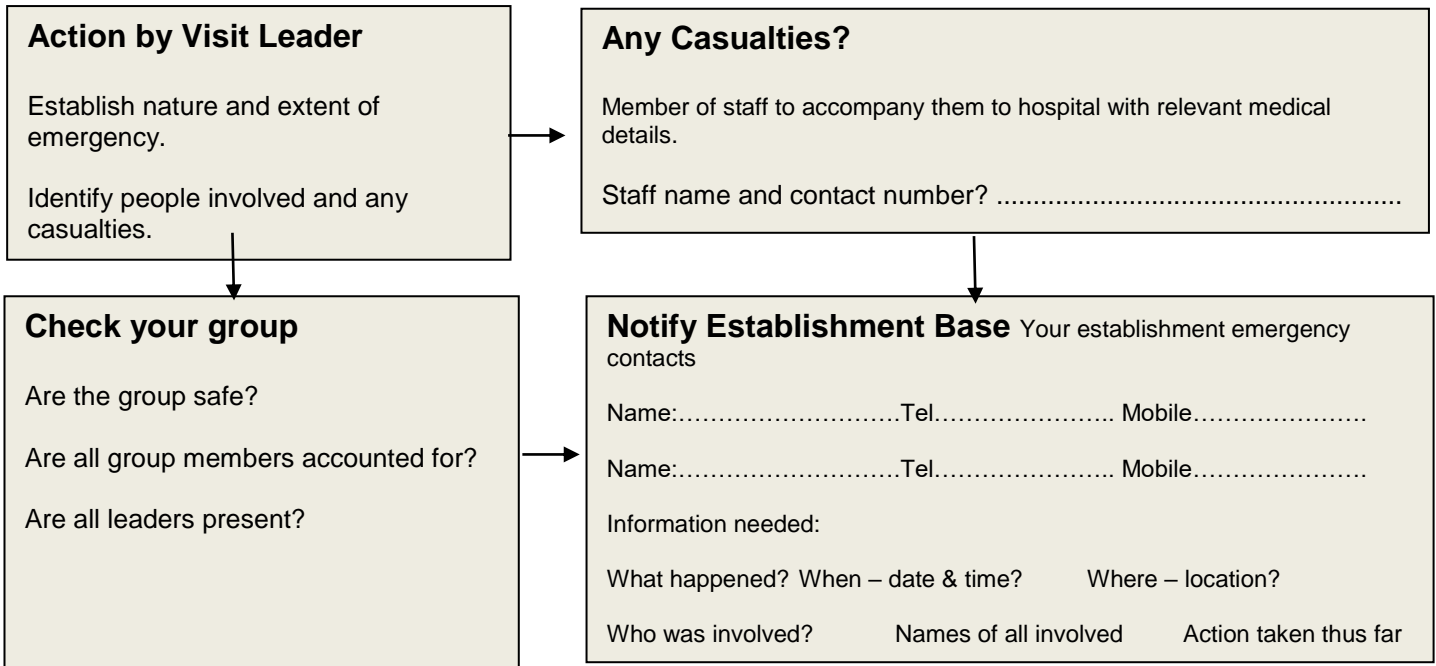 Action by Visit Leader
Establish nature and extent of
emergency.
Identify people involved and any
casualties.
Any Casualties?
Member of staff to accompany them to hospital with relevant medical
details.
Staff name and contact number? .......................................................
Check your group
Are the group safe?
Are all group members accounted for?
Are all leaders present?
Notify Establishment Base Your establishment emergency
contacts
Name:……………………….Tel………………….. Mobile………………….
Name:……………………….Tel………………….. Mobile………………….
Information needed:
What happened? When – date & time? Where – location?
Who was involved? Names of all involved Action taken thus far